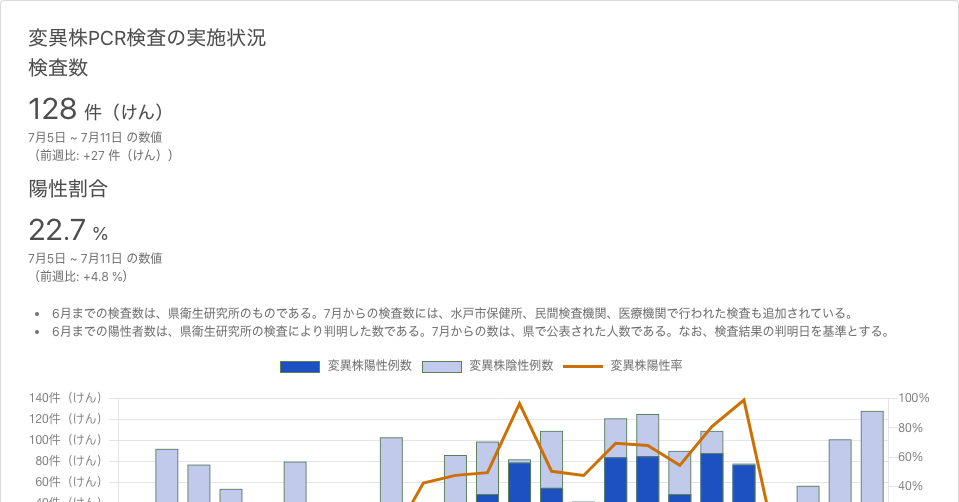 変異株PCR検査の実施状況
検査数
128 件（けん）
7月5日 ~ 7月11日 の数値
（前週比: +27 件（けん））
陽性割合
22.7 %
7月5日 ~ 7月11日 の数値
（前週比: +4.8 %）
• 6月までの検査数は、県衛生研究所のものである。7月からの検査数には、水戸市保健所、民間検査機関、医療機関で行われた検査も追加されている。
• 6月までの陽性者数は、県衛生研究所の検査により判明した数である。7月からの数は、県で公表された人数である。なお、検査結果の判明日を基準とする。
変異株陽性例数 変異株陰性例数 変異株陽性率
140件（けん） 100%
120件（けん） 80%
100件（けん）
80件（けん） 60%
60件（けん） 40%
40件（けん）